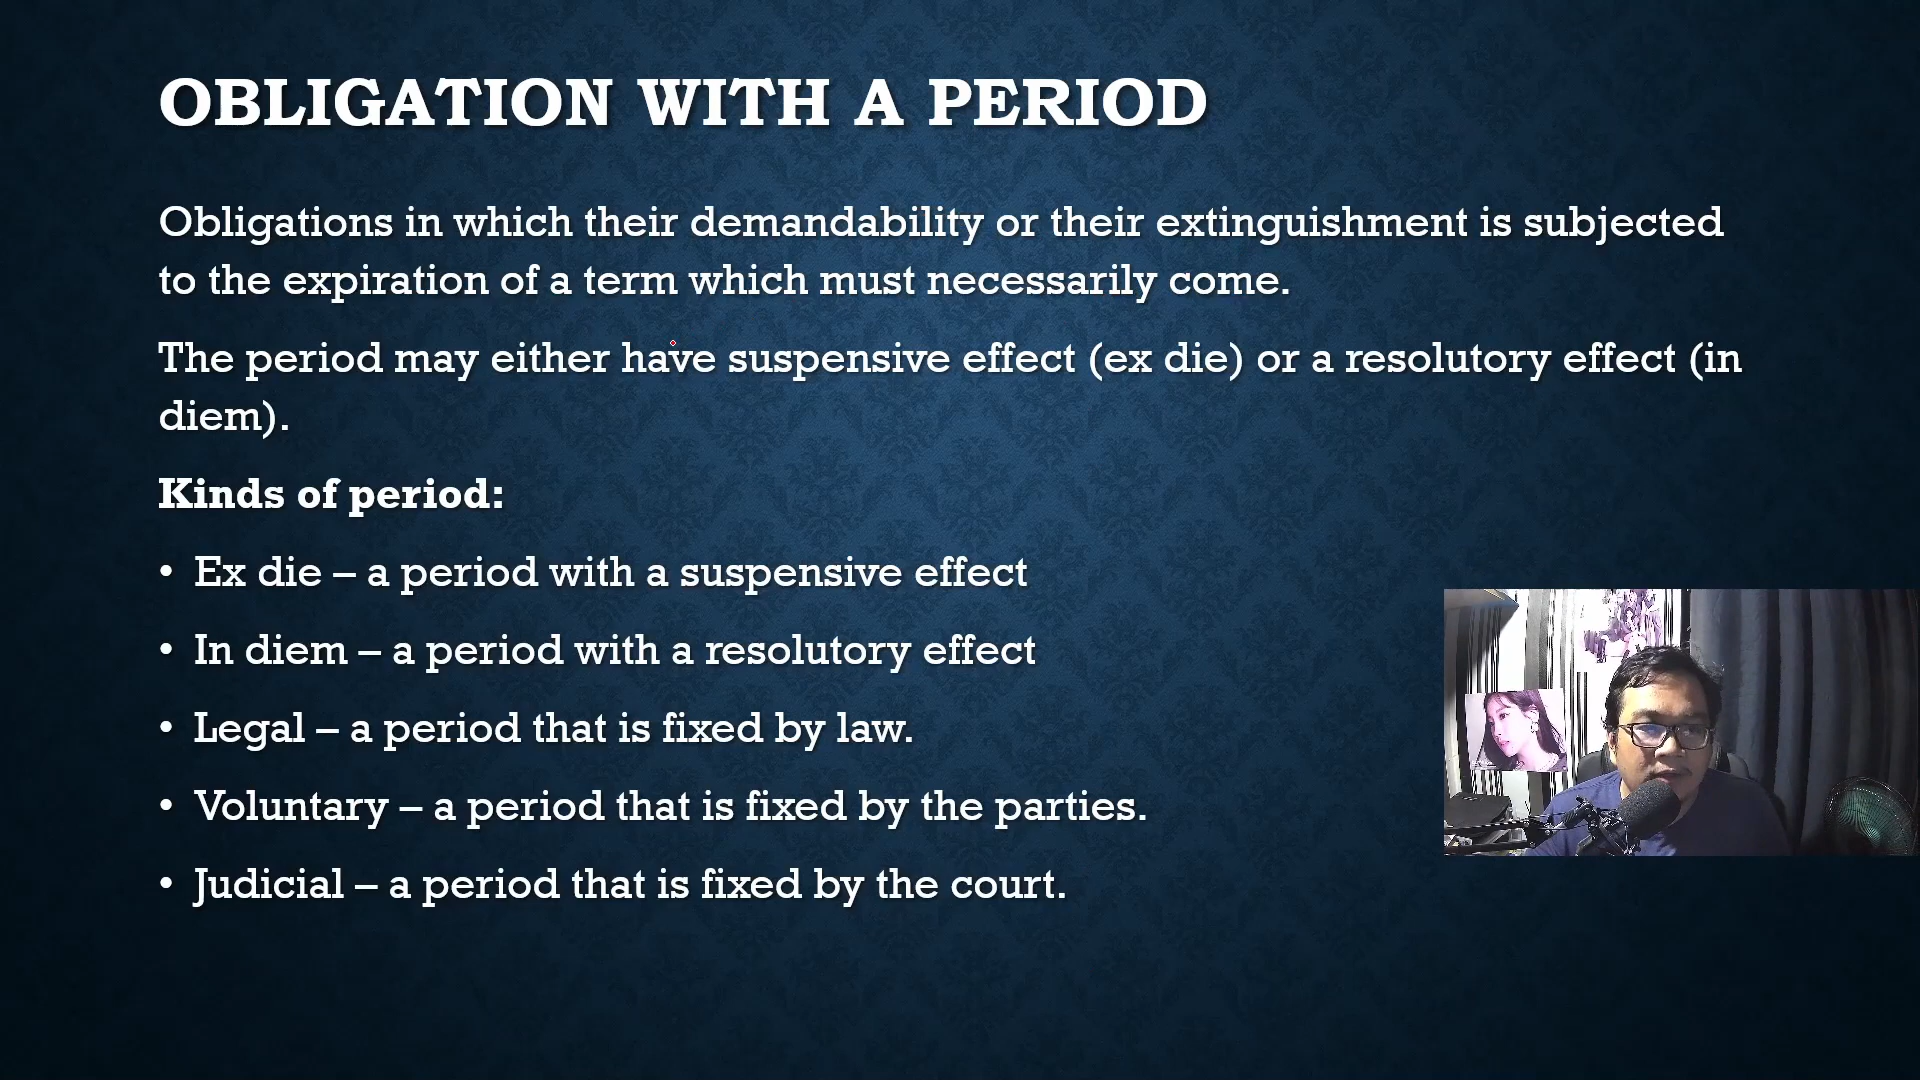 OBLIGATION WITH A PERIOD
Obligations in which their demandability or their extinguishment is subjected
to the expiration of a term which must necessarily come.
The period may either have suspensive effect (ex die) or a resolutory effect (in
diem).
Kinds of period:
• Ex die – a period with a suspensive effect
• In diem – a period with a resolutory effect
• Legal – a period that is fixed by law.
• Voluntary – a period that is fixed by the parties.
• Judicial – a period that is fixed by the court.